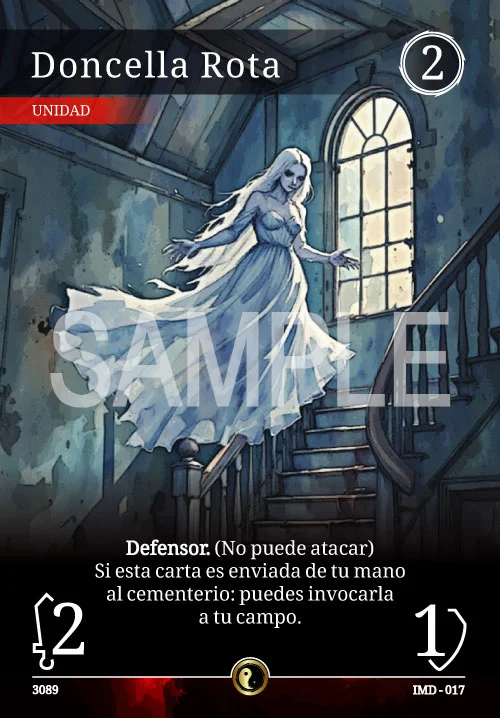 Doncella Rota
2
UNIDAD
SAMPLE
Defensor. (No puede atacar)
Si esta carta es enviada de tu mano
al cementerio: puedes invocarla
a tu campo.
2
1
3089
IMD - 017